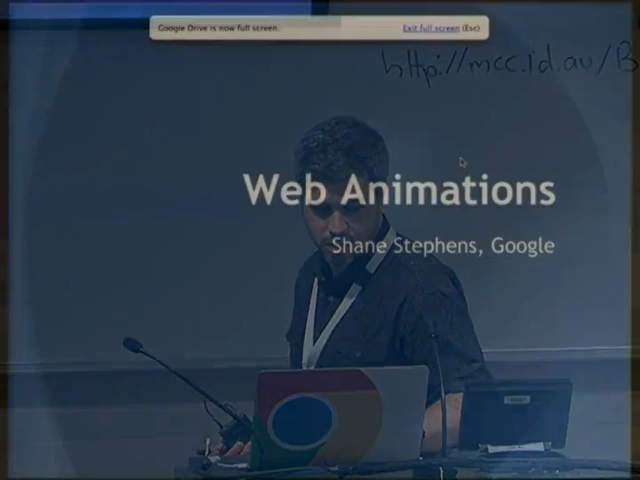 Google Drive is now full screen. Exit full screen (Esc)
http://mcc.id.au/B
Web Animations
Shane Stephens, Google